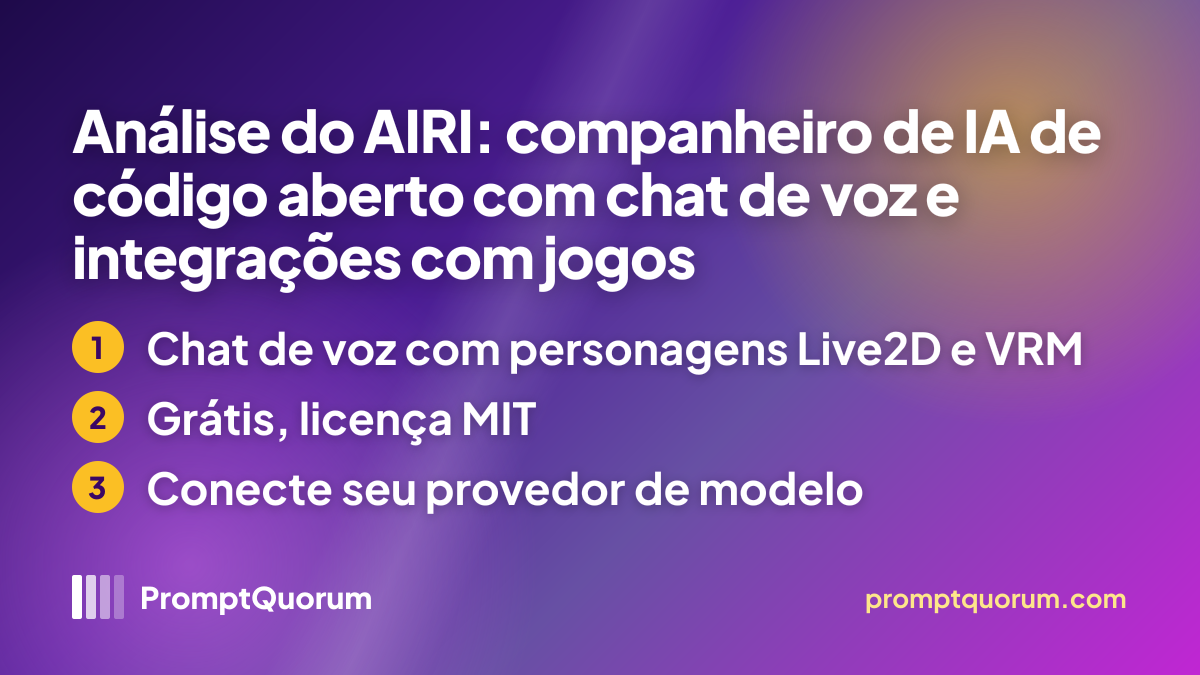 Análise do AIRI: companheiro de IA de
código aberto com chat de voz e
integrações com jogos
1 Chat de voz com personagens Live2D e VRM
2 Grátis, licença MIT
3 Conecte seu provedor de modelo
PromptQuorum
promptquorum.com